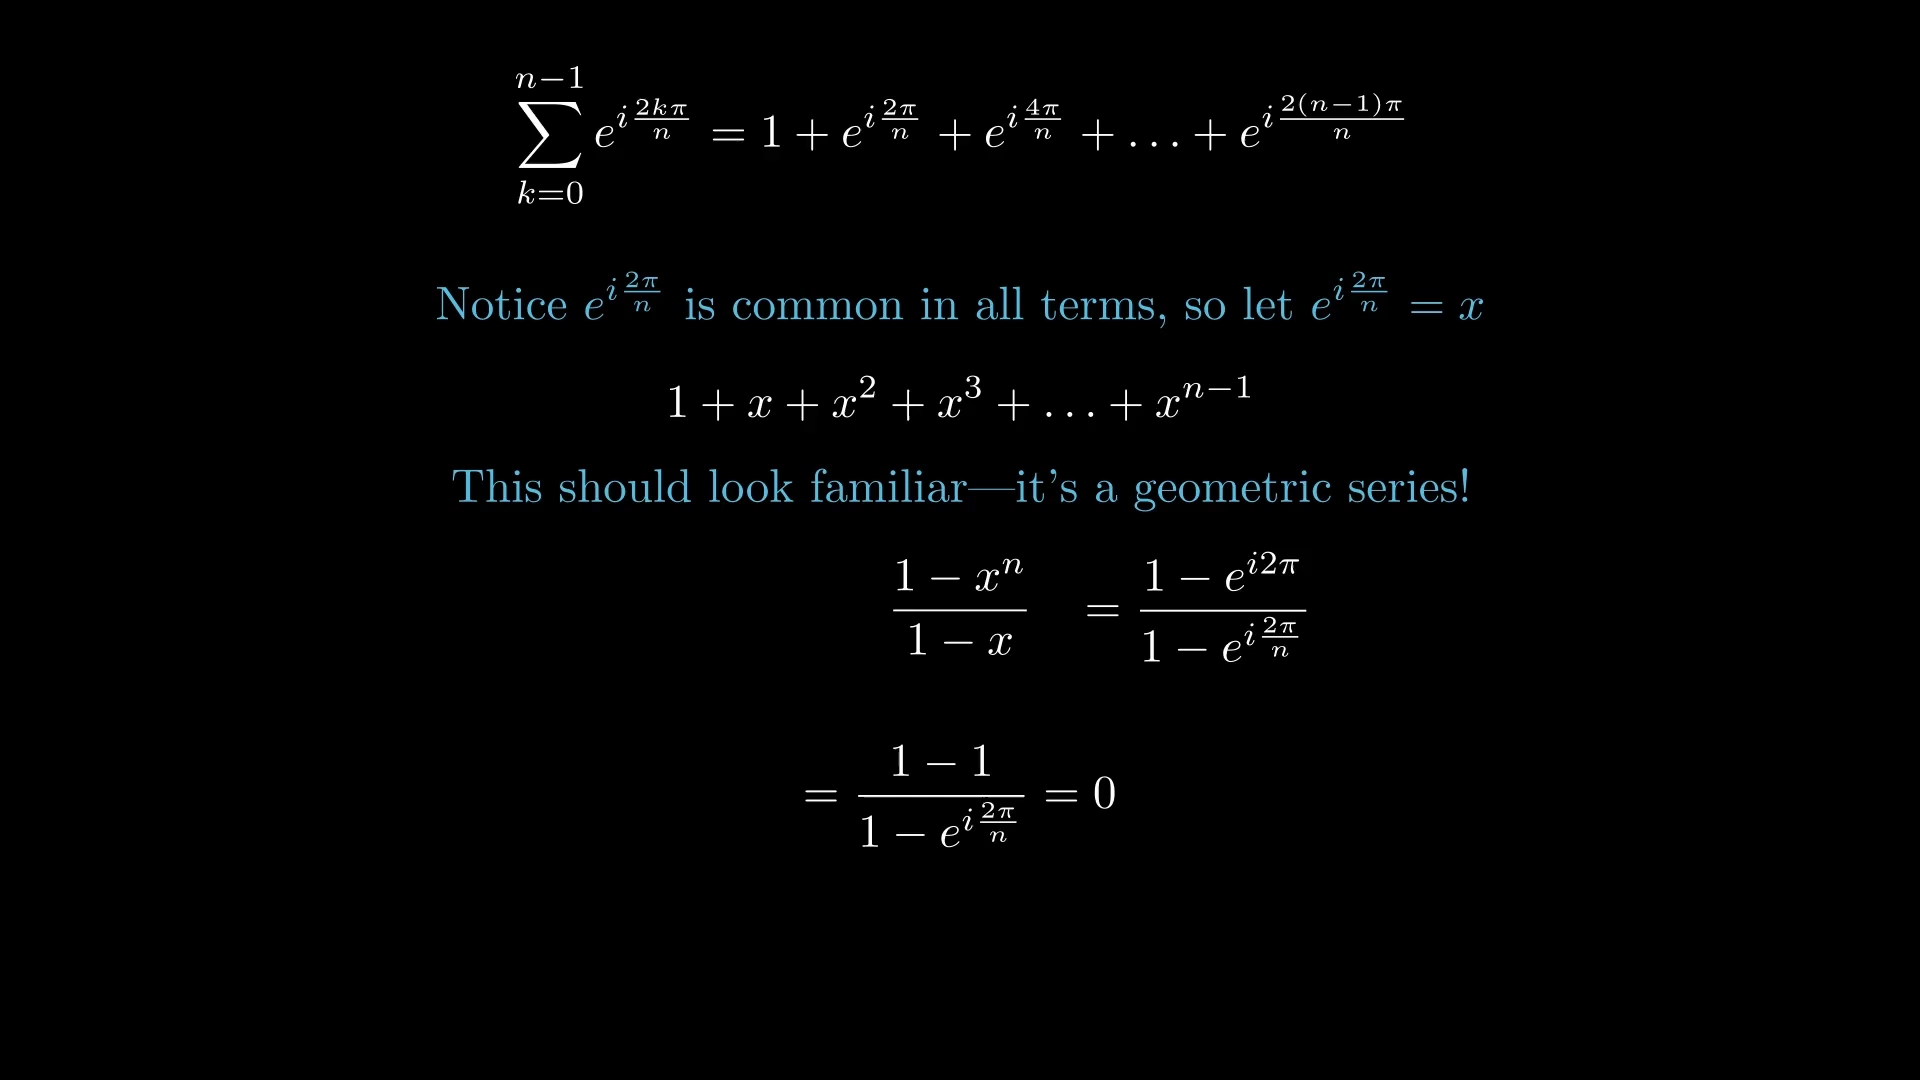 $\sum_{k=0}^{n-1} e^{i\frac{2k\pi}{n}} = 1 + e^{i\frac{2\pi}{n}} + e^{i\frac{4\pi}{n}} + \ldots + e^{i\frac{2(n-1)\pi}{n}}$
Notice $e^{i\frac{2\pi}{n}}$ is common in all terms, so let $e^{i\frac{2\pi}{n}} = x$
$1 + x + x^2 + x^3 + \ldots + x^{n-1}$
This should look familiar—it's a geometric series!
$\frac{1 - x^n}{1 - x} = \frac{1 - e^{i2\pi}}{1 - e^{i\frac{2\pi}{n}}}$
$= \frac{1 - 1}{1 - e^{i\frac{2\pi}{n}}} = 0$